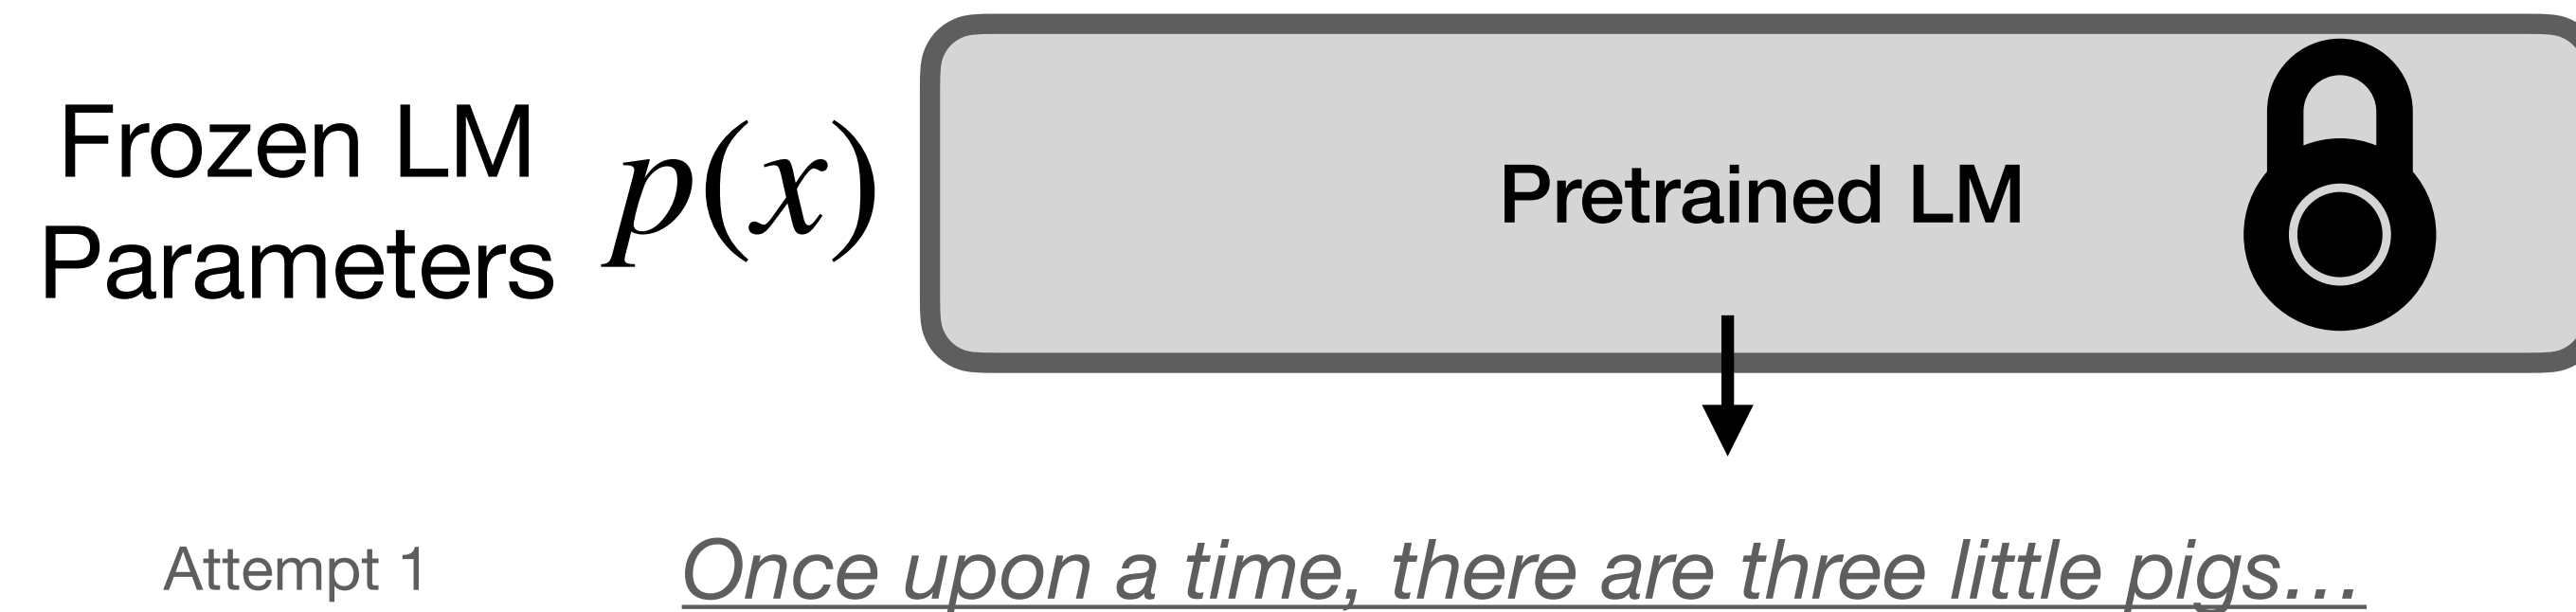 Frozen LM
Parameters
p(x)
Pretrained LM
Attempt 1
Once upon a time, there are three little pigs…